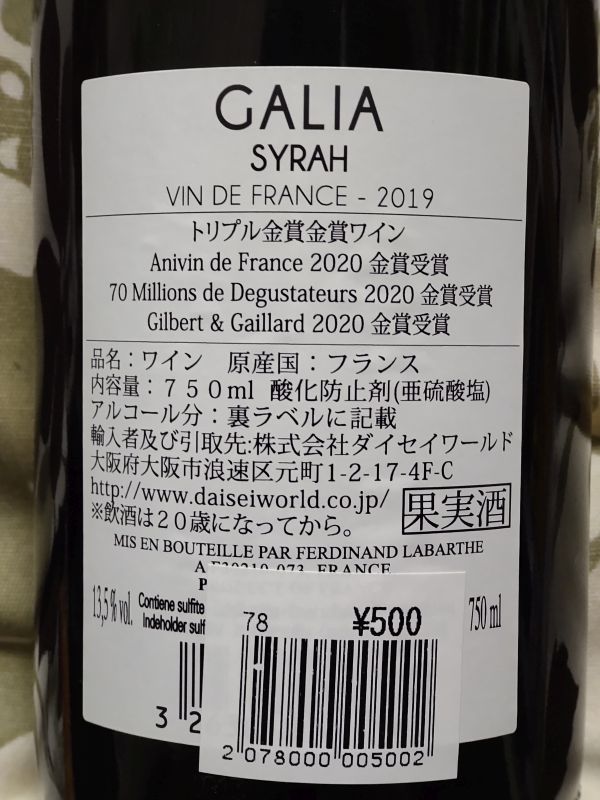 GALIA
SYRAH
VIN DE FRANCE - 2019
トリプル金賞金賞ワイン
Anivin de France 2020 金賞受賞
70 Millions de Degustateurs 2020 金賞受賞
Gilbert & Gaillard 2020 金賞受賞
品名：ワイン　原産国：フランス
内容量：７５０ml 酸化防止剤(亜硫酸塩)
アルコール分：裏ラベルに記載
輸入者及び引取先:株式会社ダイセイワールド
大阪府大阪市浪速区元町1-2-17-4F-C
http://www.daiseiworld.co.jp/
※飲酒は２０歳になってから。
果実酒
MIS EN BOUTEILLE PAR FERDINAND LABARTHE
A F30210-073, FRANCE
13,5 % vol.
Contiene
Indeholder
750 ml
78 ¥500
3 2
2 078000 005002